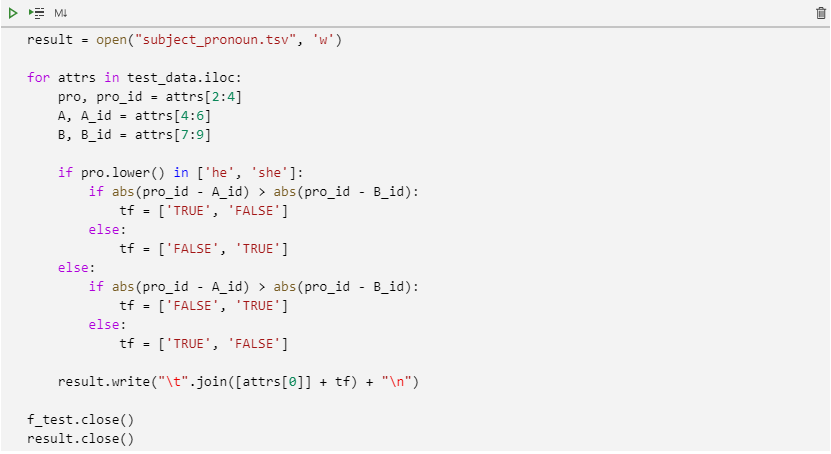 M↓
result = open("subject_pronoun.tsv", 'w')
for attrs in test_data.iloc:
    pro, pro_id = attrs[2:4]
    A, A_id = attrs[4:6]
    B, B_id = attrs[7:9]
    if pro.lower() in ['he', 'she']:
        if abs(pro_id - A_id) > abs(pro_id - B_id):
            tf = ['TRUE', 'FALSE']
        else:
            tf = ['FALSE', 'TRUE']
    else:
        if abs(pro_id - A_id) > abs(pro_id - B_id):
            tf = ['FALSE', 'TRUE']
        else:
            tf = ['TRUE', 'FALSE']
    result.write("\t".join([attrs[0]] + tf) + "\n")
f_test.close()
result.close()